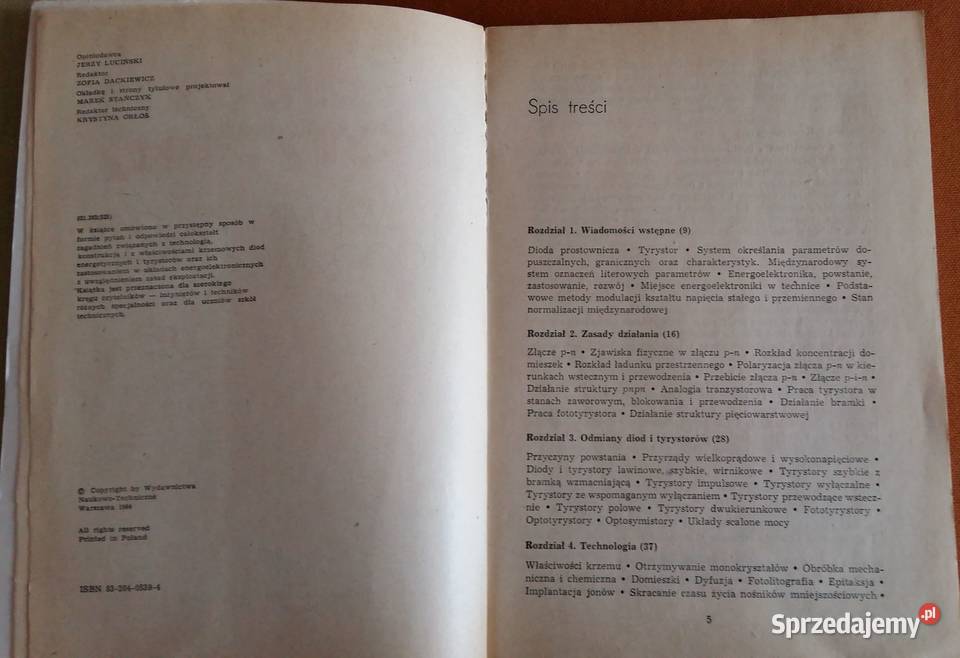 Opiniodawca
JERZY LUCIŃSKI
Redaktor
ZOFIA DACKIEWICZ
Okładkę i strony tytułowe projektował
MAREK STAŃCZYK
Redaktor techniczny
KRYSTYNA ORŁOŚ
W książce omówiono w przystępny sposób w
formie pytań i odpowiedzi całokształt
zagadnień związanych z technologią,
konstrukcją i z właściwościami krzemowych diod
energetycznych i tyrystorów oraz ich
zastosowaniem w układach energoelektronicznych
z uwzględnieniem zasad eksploatacji.
Książka jest przeznaczona dla szerokiego
kręgu czytelników — inżynierów i techników
różnych specjalności oraz dla uczniów szkół
technicznych.
© Copyright by Wydawnictwa
Naukowo-Techniczne
Warszawa
All rights reserved
Printed in Poland
ISBN 83-204-0539-4
Spis treści
Rozdział 1. Wiadomości wstępne (9)
Dioda prostownicza • Tyrystor • System określania parametrów do-
puszczalnych, granicznych oraz charakterystyk. Międzynarodowy sy-
stem oznaczeń literowych parametrów • Energoelektronika, powstanie,
zastosowanie, rozwój • Miejsce energoelektroniki w technice • Podsta-
wowe metody modulacji kształtu napięcia stałego i przemiennego • Stan
normalizacji międzynarodowej
Rozdział 2. Zasady działania (16)
Złącze p-n • Zjawiska fizyczne w złączu p-n • Rozkład koncentracji do-
mieszek • Rozkład ładunku przestrzennego • Polaryzacja złącza p-n w kie-
runkach wstecznym i przewodzenia • Przebicie złącza p-n • Złącze p-i-n •
Działanie struktury pnpn • Analogia tranzystorowa • Praca tyrystora w
stanach zaworowym, blokowania i przewodzenia • Działanie bramki •
Praca fototyrystora • Działanie struktury pięciowarstwowej
Rozdział 3. Odmiany diod i tyrystorów (28)
Przyczyny powstania • Przyrządy wielkoprądowe i wysokonapięciowe •
Diody i tyrystory lawinowe, szybkie, wirnikowe • Tyrystory szybkie z
bramką wzmacniającą • Tyrystory impulsowe • Tyrystory wyłączalne •
Tyrystory ze wspomaganym wyłączaniem • Tyrystory przewodzące wstecz-
nie • Tyrystory polowe • Tyrystory dwukierunkowe • Fototyrystory •
Optotyrystory • Optosymistory • Układy scalone mocy
Rozdział 4. Technologia (37)
Właściwości krzemu • Otrzymywanie monokryształów • Obróbka mecha-
niczna i chemiczna • Domieszki • Dyfuzja • Fotolitografia • Epitaksja •
Implantacja jonów • Skracanie czasu życia nośników mniejszościowych •
5
Sprzedajemy.pl